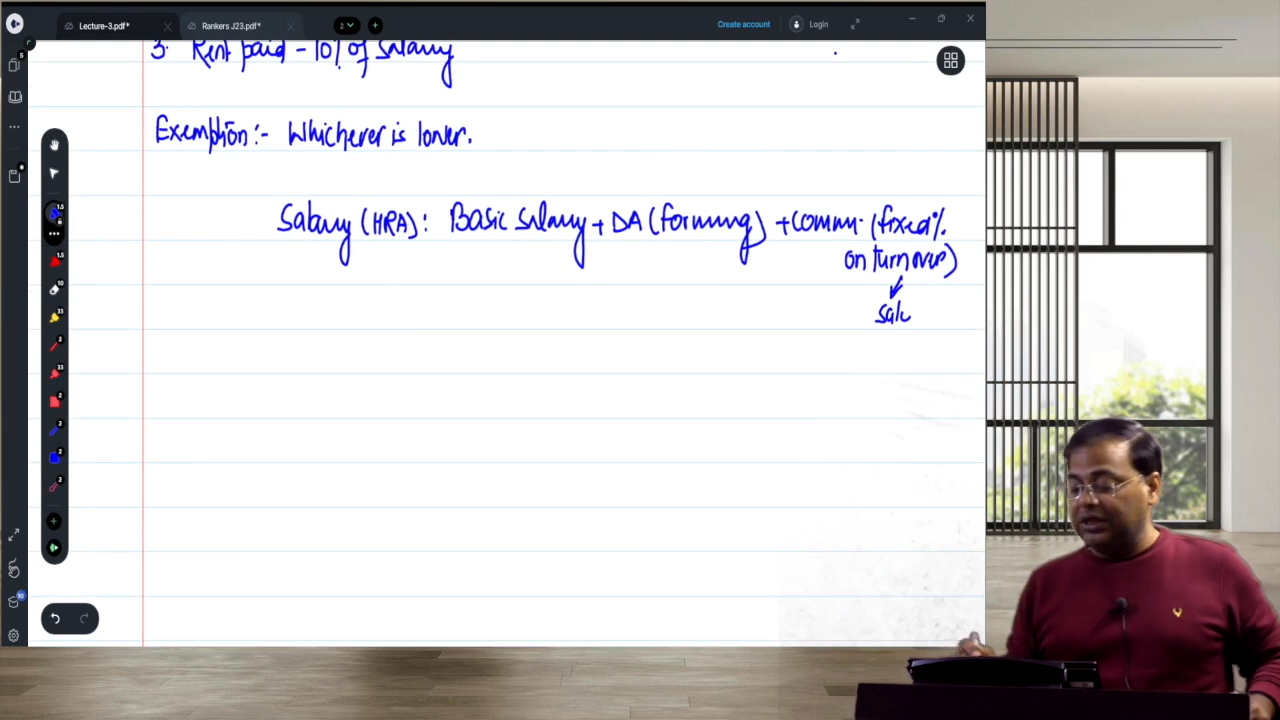 Lecture-3.pdf*
Rankers J23.pdf*
2
Create account
Login
3. Rent paid - 10% of salary
Exemption:- Whichever is lower.
Salary (HRA): Basic salary + DA (forming) + Comm. (fixed %
on turnover)
sale